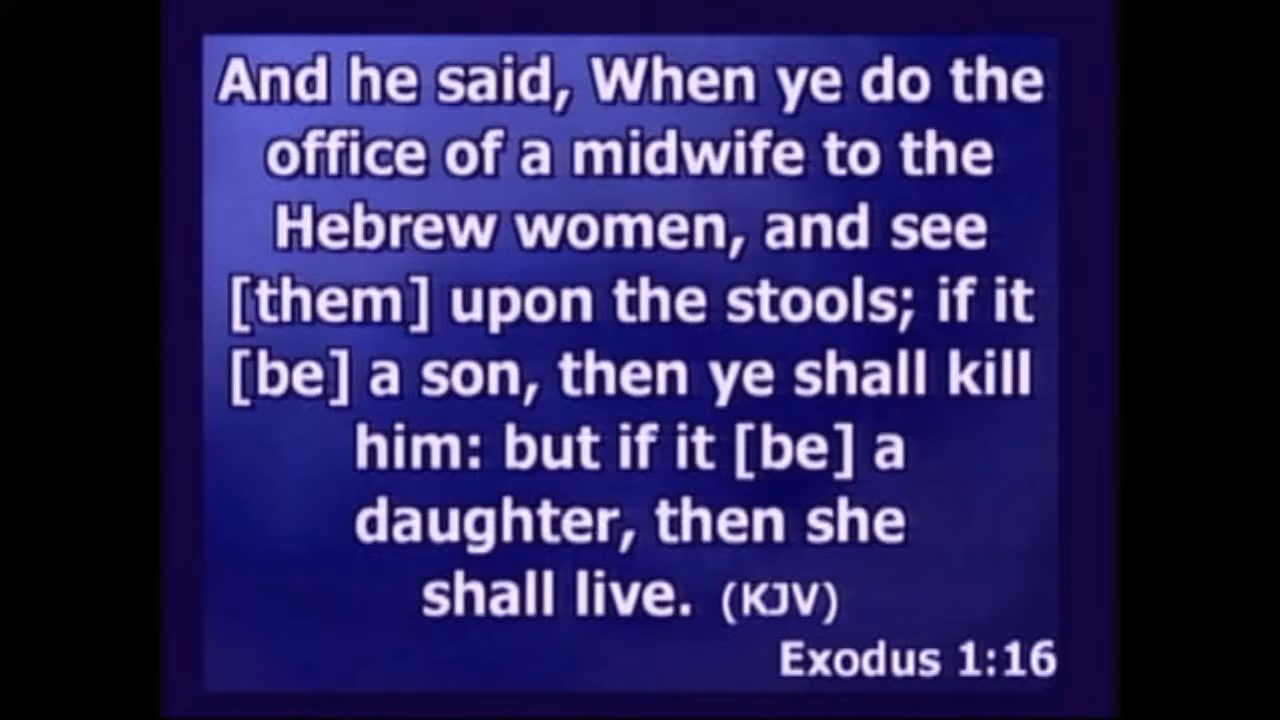 And he said, When ye do the
office of a midwife to the
Hebrew women, and see
[them] upon the stools; if it
[be] a son, then ye shall kill
him: but if it [be] a
daughter, then she
shall live. (KJV)
Exodus 1:16